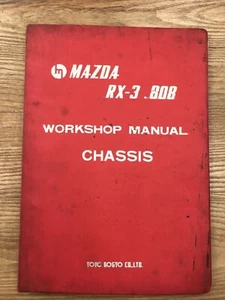 MAZDA
RX-3 .808
WORKSHOP MANUAL
CHASSIS
TOYO KOGYO CO.,LTD.